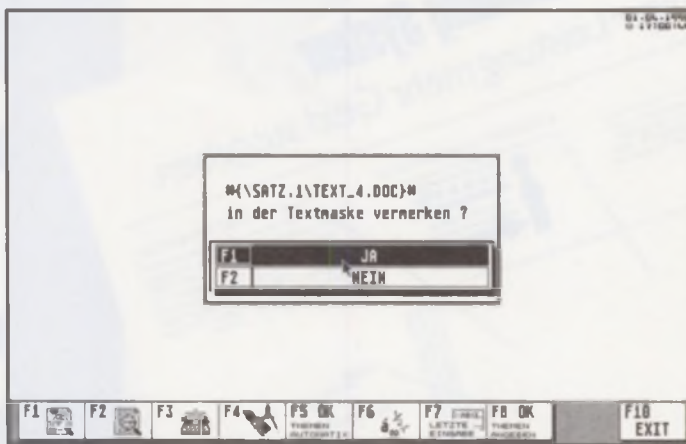 #{\SATZ.1\TEXT_4.DOC}#
in der Textmaske vermerken ?
F1 JA
F2 NEIN
F1 F2 F3 F4 F5 OK F6 F7 F8 OK F10
THEMEN AUTOMATIK LETZTE EINGABE THEMEN ANZEIGEN EXIT